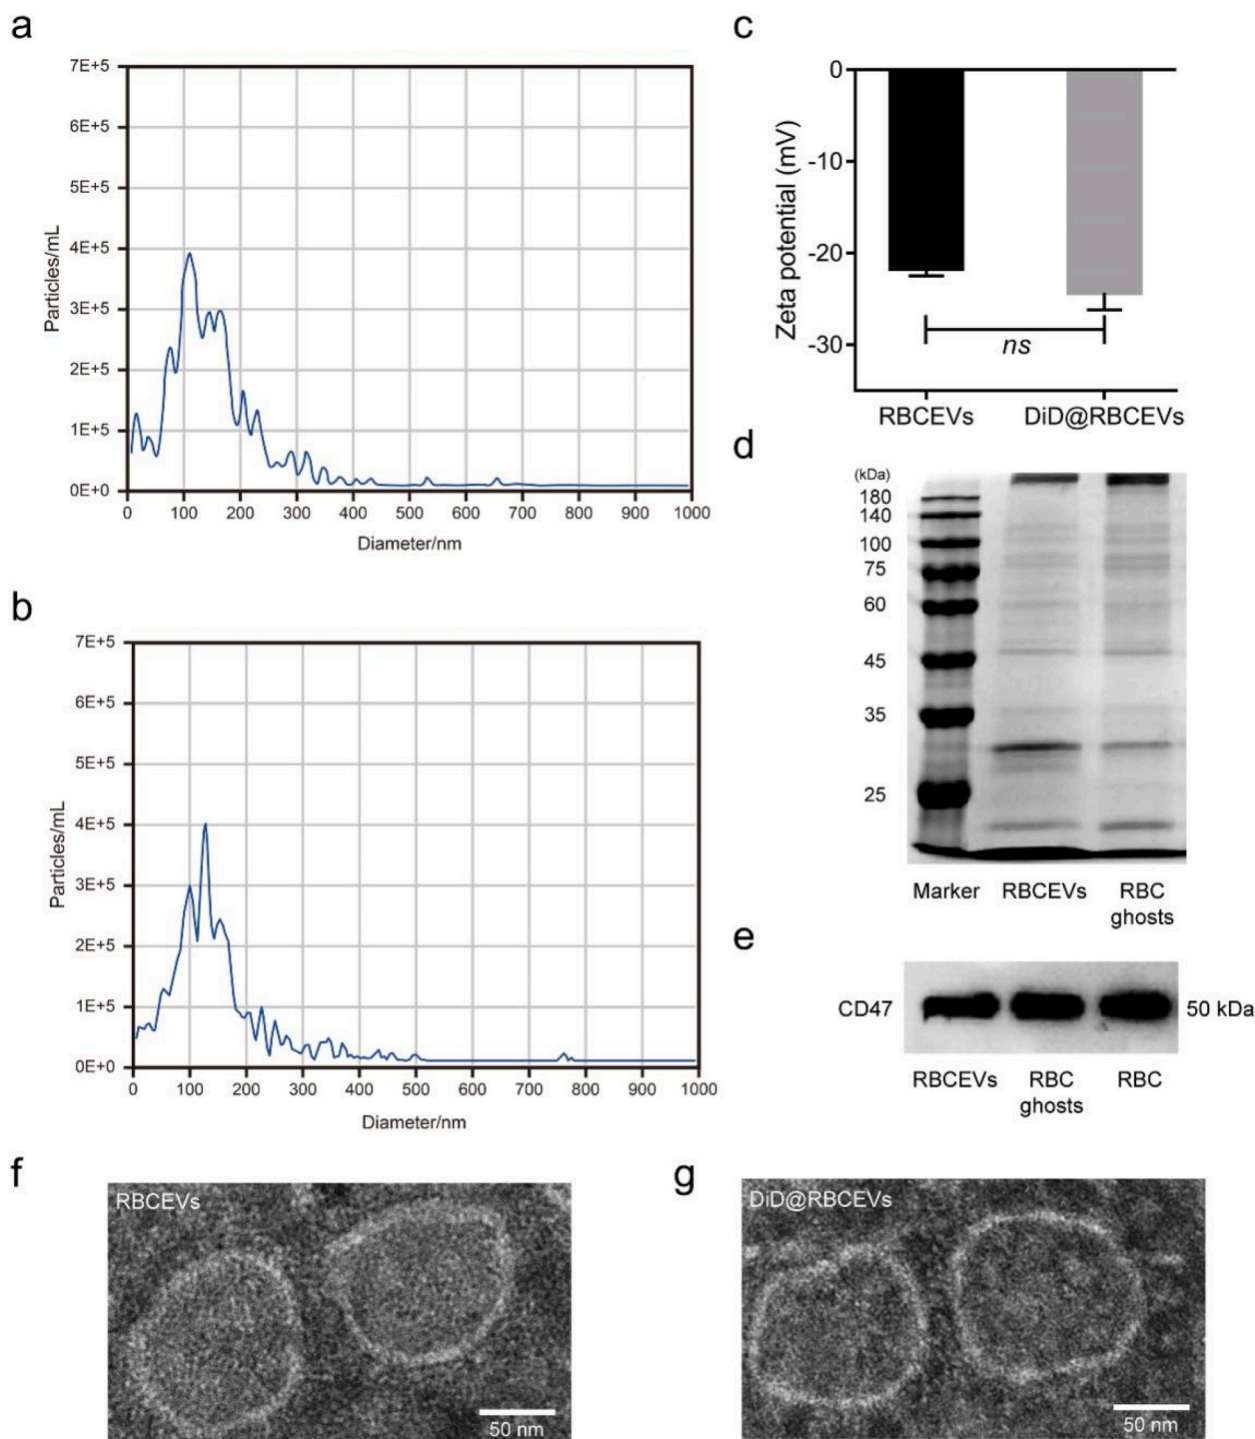 a
7E+5
6E+5
5E+5
4E+5
3E+5
2E+5
1E+5
0E+0
Particles/mL
0 100 200 300 400 500 600 700 800 900 1000
Diameter/nm
b
7E+5
6E+5
5E+5
4E+5
3E+5
2E+5
1E+5
0E+0
Particles/mL
0 100 200 300 400 500 600 700 800 900 1000
Diameter/nm
c
0
-10
-20
-30
Zeta potential (mV)
ns
RBCEVs DiD@RBCEVs
d
(kDa)
180
140
100
75
60
45
35
25
Marker RBCEVs RBC
ghosts
e
CD47 50 kDa
RBCEVs RBC RBC
ghosts
f
RBCEVs
50 nm
g
DiD@RBCEVs
50 nm